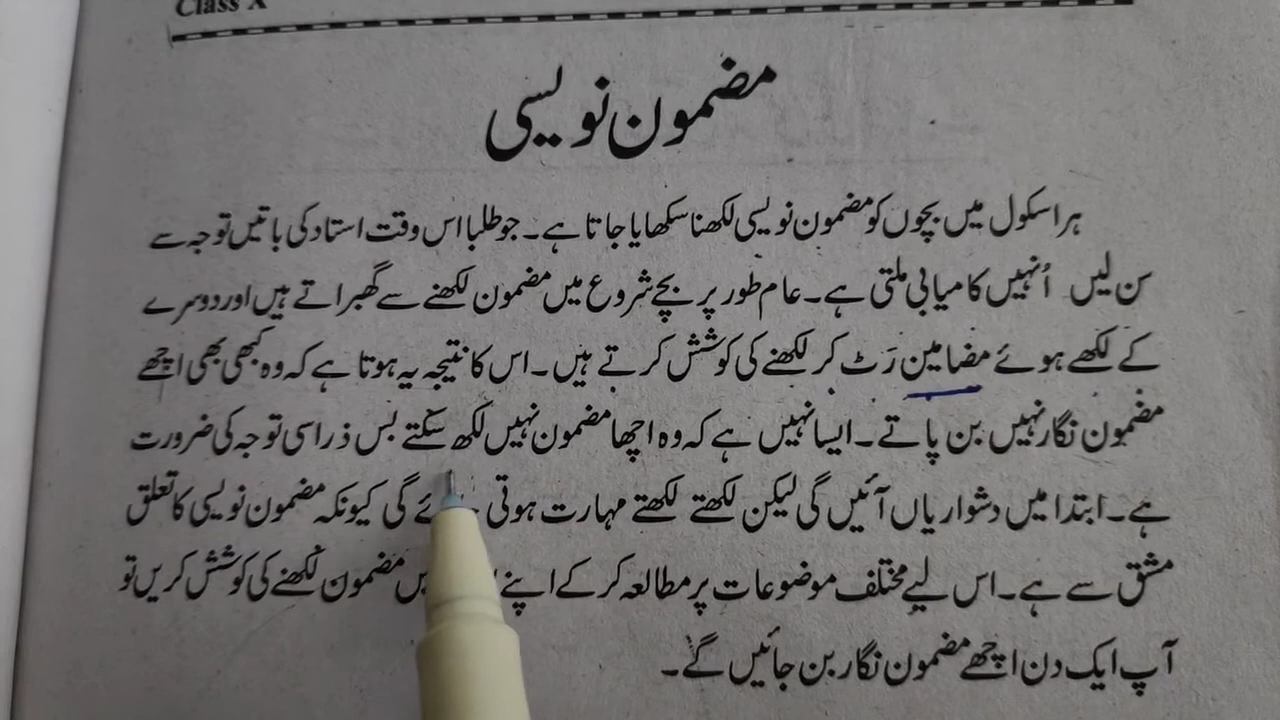 Class X
مضمون نویسی
ہر اسکول میں بچوں کو مضمون نویسی لکھنا سکھایا جاتا ہے۔ جو طلبا اس وقت استاد کی باتیں توجہ سے
سن لیں اُنہیں کامیابی ملتی ہے۔ عام طور پر بچے شروع میں مضمون لکھنے سے گھبراتے ہیں اور دوسرے
کے لکھے ہوئے مضامین رَٹ کر لکھنے کی کوشش کرتے ہیں۔ اس کا نتیجہ یہ ہوتا ہے کہ وہ کبھی بھی اچھے
مضمون نگار نہیں بن پاتے۔ ایسا نہیں ہے کہ وہ اچھا مضمون نہیں لکھ سکتے بس ذرا سی توجہ کی ضرورت
ہے۔ ابتدا میں دشواریاں آئیں گی لیکن لکھتے لکھتے مہارت ہوتی گی کیونکہ مضمون نویسی کا تعلق
مشق سے ہے۔ اس لیے مختلف موضوعات پر مطالعہ کر کے اپنے مضمون لکھنے کی کوشش کریں تو
آپ ایک دن اچھے مضمون نگار بن جائیں گے۔